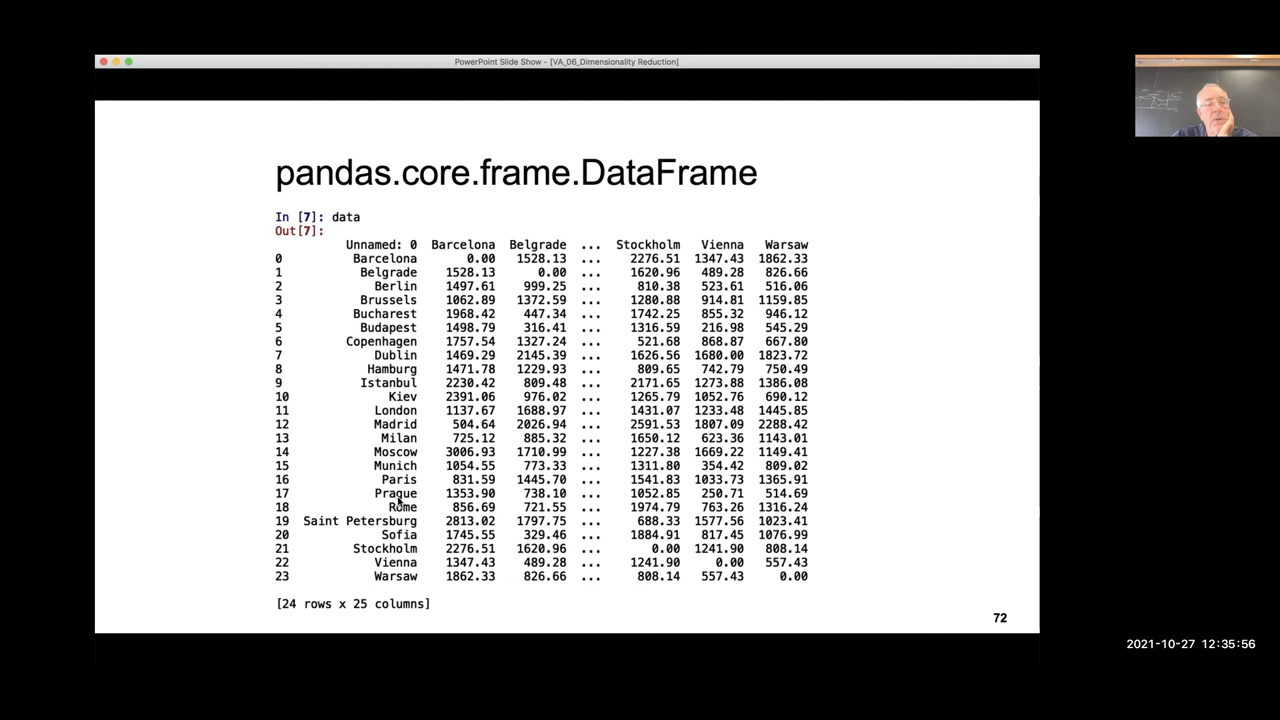 PowerPoint Slide Show - [VA_06_Dimensionality Reduction]
pandas.core.frame.DataFrame
In [7]: data
Out[7]:
Unnamed: 0 Barcelona Belgrade ... Stockholm Vienna Warsaw
0 Barcelona 0.00 1528.13 ... 2276.51 1347.43 1862.33
1 Belgrade 1528.13 0.00 ... 1620.96 489.28 826.66
2 Berlin 1497.61 999.25 ... 810.38 523.61 516.06
3 Brussels 1062.89 1372.59 ... 1280.88 914.81 1159.85
4 Bucharest 1968.42 447.34 ... 1742.25 855.32 946.12
5 Budapest 1498.79 316.41 ... 1316.59 216.98 545.29
6 Copenhagen 1757.54 1327.24 ... 521.68 868.87 667.80
7 Dublin 1469.29 2145.39 ... 1626.56 1680.00 1823.72
8 Hamburg 1471.78 1229.93 ... 809.65 742.79 750.49
9 Istanbul 2230.42 809.48 ... 2171.65 1273.88 1386.08
10 Kiev 2391.06 976.02 ... 1265.79 1052.76 690.12
11 London 1137.67 1688.97 ... 1431.07 1233.48 1445.85
12 Madrid 504.64 2026.94 ... 2591.53 1807.09 2288.42
13 Milan 725.12 885.32 ... 1650.12 623.36 1143.01
14 Moscow 3006.93 1710.99 ... 1227.38 1669.22 1149.41
15 Munich 1054.55 773.33 ... 1311.80 354.42 809.02
16 Paris 831.59 1445.70 ... 1541.83 1033.73 1365.91
17 Prague 1353.90 738.10 ... 1052.85 250.71 514.69
18 Rome 856.69 721.55 ... 1974.79 763.26 1316.24
19 Saint Petersburg 2813.02 1797.75 ... 688.33 1577.56 1023.41
20 Sofia 1745.55 329.46 ... 1884.91 817.45 1076.99
21 Stockholm 2276.51 1620.96 ... 0.00 1241.90 808.14
22 Vienna 1347.43 489.28 ... 1241.90 0.00 557.43
23 Warsaw 1862.33 826.66 ... 808.14 557.43 0.00
[24 rows x 25 columns]
72
2021-10-27 12:35:56